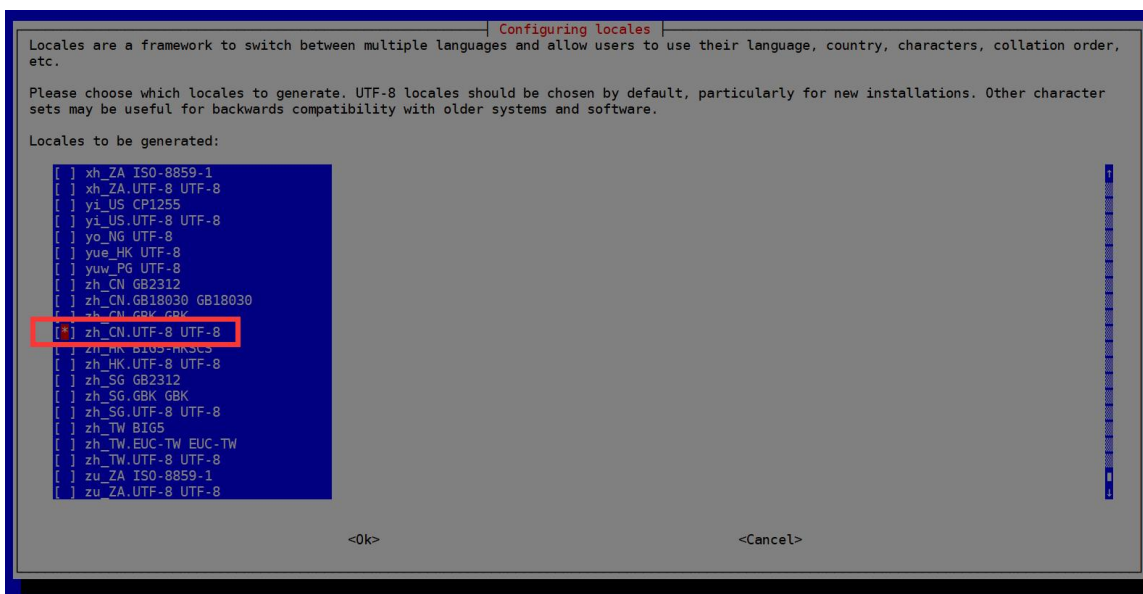 Configuring locales
Locales are a framework to switch between multiple languages and allow users to use their language, country, characters, collation order,
etc.
Please choose which locales to generate. UTF-8 locales should be chosen by default, particularly for new installations. Other character
sets may be useful for backwards compatibility with older systems and software.
Locales to be generated:
[ ] xh_ZA ISO-8859-1
[ ] xh_ZA.UTF-8 UTF-8
[ ] yi_US CP1255
[ ] yi_US.UTF-8 UTF-8
[ ] yo_NG UTF-8
[ ] yue_HK UTF-8
[ ] yuw_PG UTF-8
[ ] zh_CN GB2312
[ ] zh_CN.GB18030 GB18030
[ ] zh_CN.GBK GBK
[*] zh_CN.UTF-8 UTF-8
[ ] zh_HK BIG5-HKSCS
[ ] zh_HK.UTF-8 UTF-8
[ ] zh_SG GB2312
[ ] zh_SG.GBK GBK
[ ] zh_SG.UTF-8 UTF-8
[ ] zh_TW BIG5
[ ] zh_TW.EUC-TW EUC-TW
[ ] zh_TW.UTF-8 UTF-8
[ ] zu_ZA ISO-8859-1
[ ] zu_ZA.UTF-8 UTF-8
<Ok> <Cancel>